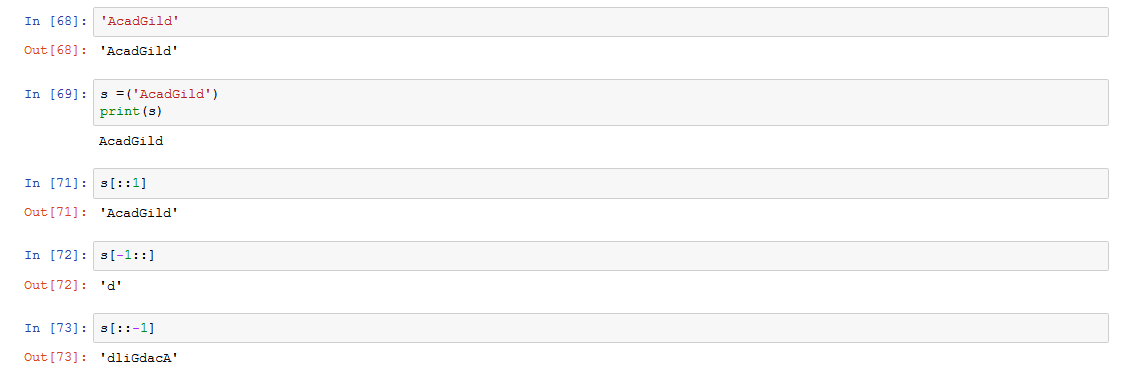 In [68]: 'AcadGild'
Out[68]: 'AcadGild'
In [69]: s =('AcadGild')
print(s)
AcadGild
In [71]: s[::1]
Out[71]: 'AcadGild'
In [72]: s[-1::]
Out[72]: 'd'
In [73]: s[::-1]
Out[73]: 'dliGdacA'